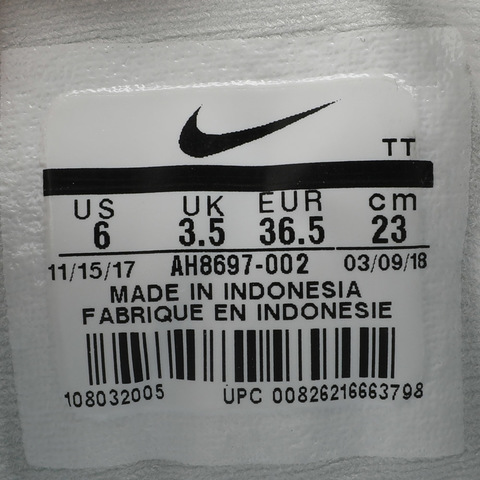 TT
US UK EUR cm
6 3.5 36.5 23
11/15/17 AH8697-002 03/09/18
MADE IN INDONESIA
FABRIQUE EN INDONESIE
108032005 UPC 00826216663798